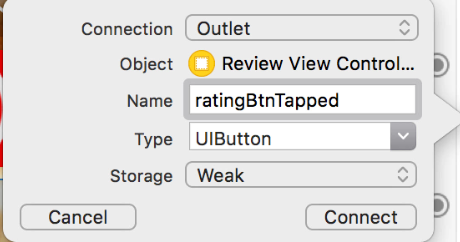 Connection Outlet
Object Review View Control...
Name ratingBtnTapped
Type UIButton
Storage Weak
Cancel Connect